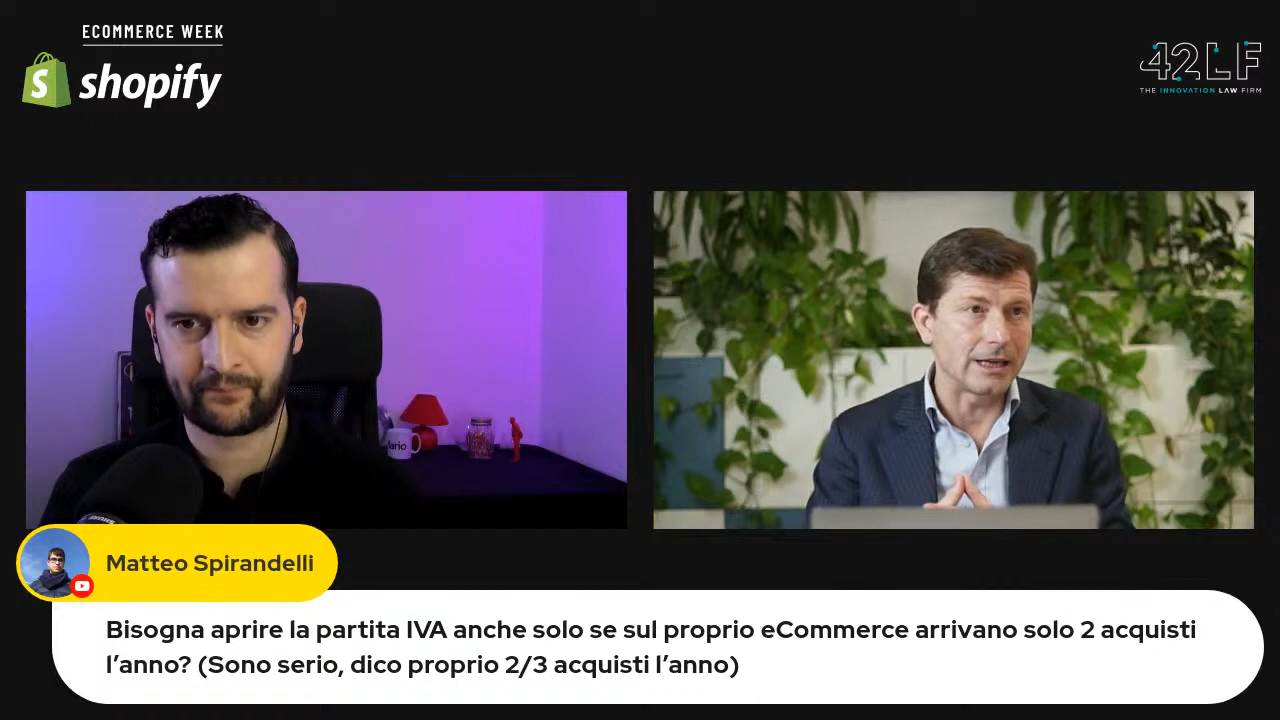 ECOMMERCE WEEK
shopify
42LF
THE INNOVATION LAW FIRM
Matteo Spirandelli
Bisogna aprire la partita IVA anche solo se sul proprio eCommerce arrivano solo 2 acquisti
l’anno? (Sono serio, dico proprio 2/3 acquisti l’anno)